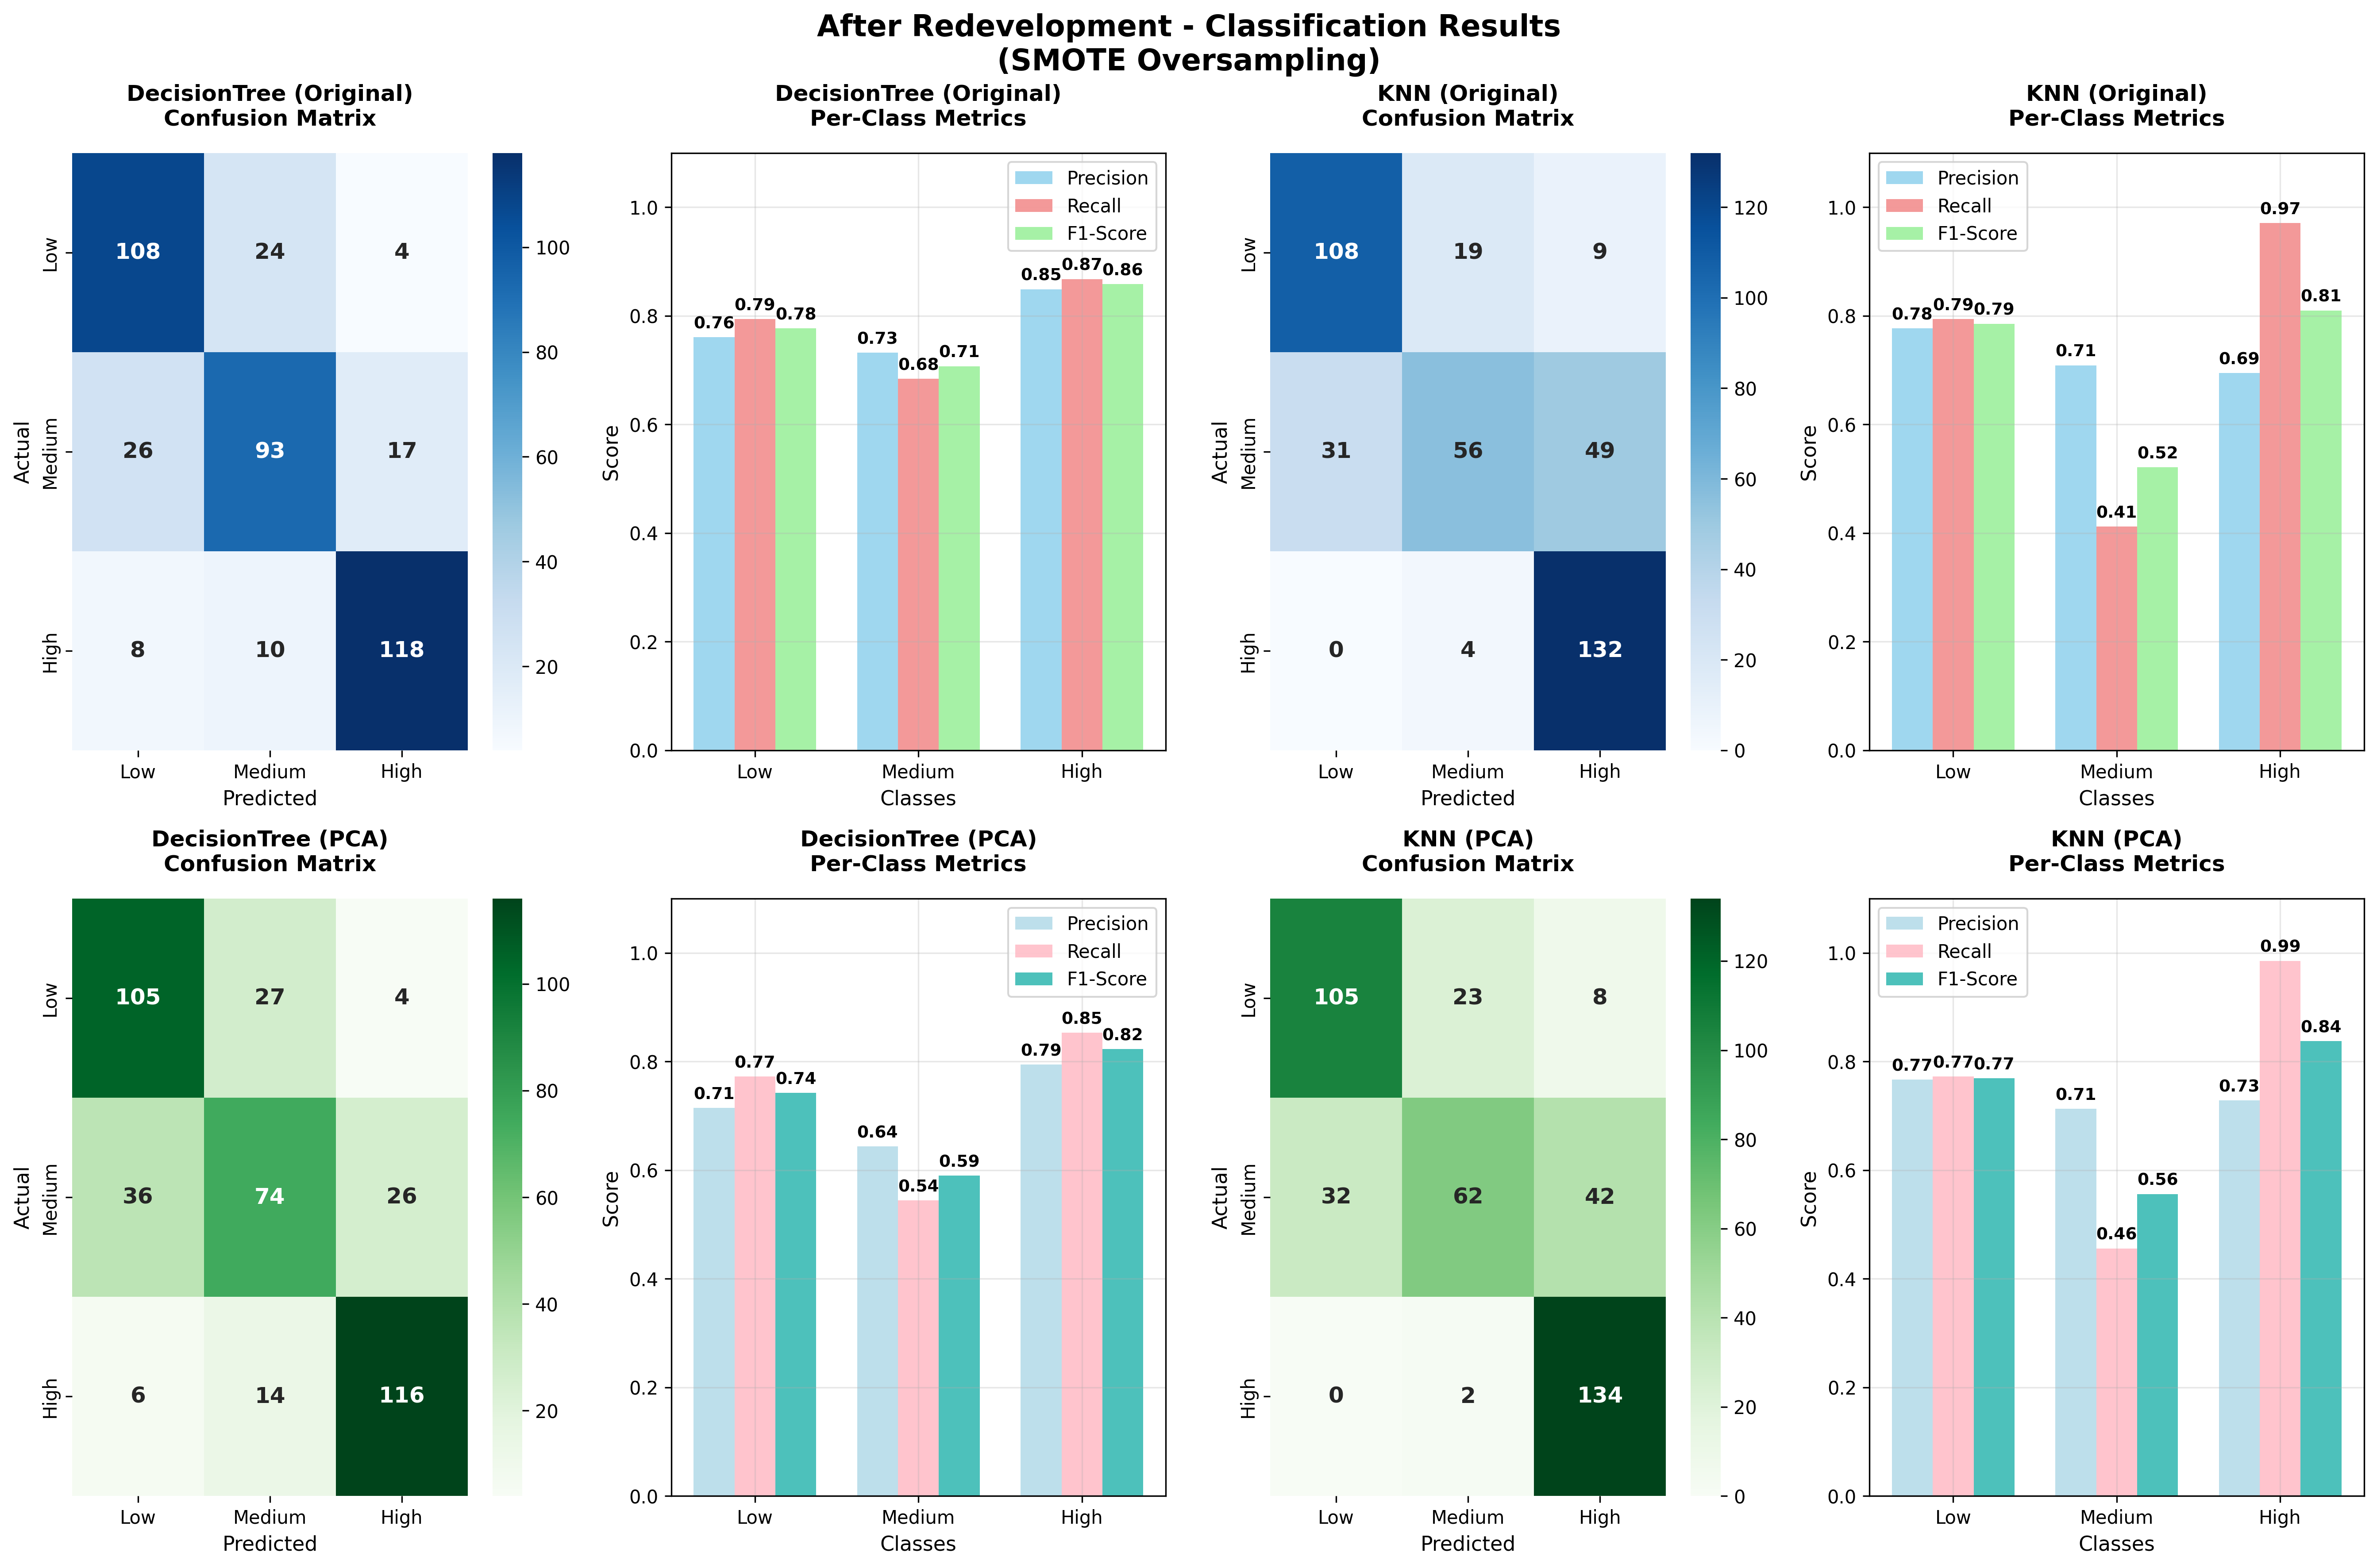 After Redevelopment - Classification Results
(SMOTE Oversampling)
DecisionTree (Original)
Confusion Matrix
Actual
Low
Medium
High
108 24 4
26 93 17
8 10 118
Low Medium High
Predicted
100
80
60
40
20
DecisionTree (Original)
Per-Class Metrics
Score
1.0
0.8
0.6
0.4
0.2
0.0
Precision
Recall
F1-Score
0.76 0.79 0.78
0.73 0.68 0.71
0.85 0.87 0.86
Low Medium High
Classes
KNN (Original)
Confusion Matrix
Actual
Low
Medium
High
108 19 9
31 56 49
0 4 132
Low Medium High
Predicted
120
100
80
60
40
20
0
KNN (Original)
Per-Class Metrics
Score
1.0
0.8
0.6
0.4
0.2
0.0
Precision
Recall
F1-Score
0.78 0.79 0.79
0.71 0.41 0.52
0.69 0.97 0.81
Low Medium High
Classes
DecisionTree (PCA)
Confusion Matrix
Actual
Low
Medium
High
105 27 4
36 74 26
6 14 116
Low Medium High
Predicted
100
80
60
40
20
DecisionTree (PCA)
Per-Class Metrics
Score
1.0
0.8
0.6
0.4
0.2
0.0
Precision
Recall
F1-Score
0.71 0.77 0.74
0.64 0.54 0.59
0.79 0.85 0.82
Low Medium High
Classes
KNN (PCA)
Confusion Matrix
Actual
Low
Medium
High
105 23 8
32 62 42
0 2 134
Low Medium High
Predicted
120
100
80
60
40
20
0
KNN (PCA)
Per-Class Metrics
Score
1.0
0.8
0.6
0.4
0.2
0.0
Precision
Recall
F1-Score
0.77 0.77 0.77
0.71 0.46 0.56
0.73 0.99 0.84
Low Medium High
Classes